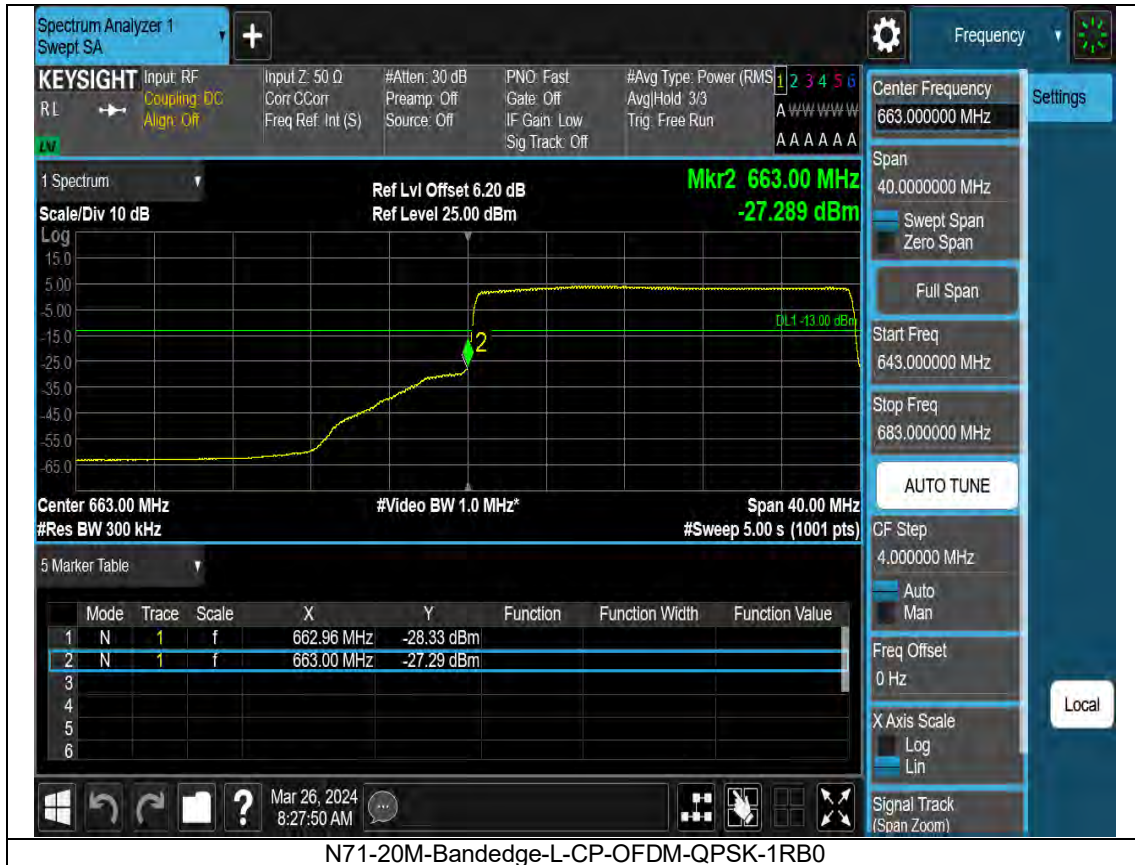 Spectrum Analyzer 1
Swept SA
+
Frequency
KEYSIGHT
Input: RF
Coupling: DC
Align: Off
Input Z: 50 Ω
Corr CCorr
Freq Ref: Int (S)
#Atten: 30 dB
Preamp: Off
Source: Off
PNO: Fast
Gate: Off
IF Gain: Low
Sig Track: Off
#Avg Type: Power (RMS
Avg|Hold: 3/3
Trig: Free Run
1 2 3 4 5 6
A W W W W W
A A A A A A
RL
LXI
1 Spectrum
Scale/Div 10 dB
Ref Lvl Offset 6.20 dB
Ref Level 25.00 dBm
Mkr2 663.00 MHz
-27.289 dBm
Log
15.0
5.00
-5.00
-15.0
-25.0
-35.0
-45.0
-55.0
-65.0
DL1 -13.00 dBm
2
Center 663.00 MHz
#Video BW 1.0 MHz*
Span 40.00 MHz
#Res BW 300 kHz
#Sweep 5.00 s (1001 pts)
5 Marker Table
Mode Trace Scale X Y Function Function Width Function Value
1 N 1 f 662.96 MHz -28.33 dBm
2 N 1 f 663.00 MHz -27.29 dBm
3
4
5
6
Center Frequency
663.000000 MHz
Settings
Span
40.0000000 MHz
Swept Span
Zero Span
Full Span
Start Freq
643.000000 MHz
Stop Freq
683.000000 MHz
AUTO TUNE
CF Step
4.000000 MHz
Auto
Man
Freq Offset
0 Hz
X Axis Scale
Log
Lin
Signal Track
(Span Zoom)
Local
?
Mar 26, 2024
8:27:50 AM
N71-20M-Bandedge-L-CP-OFDM-QPSK-1RB0